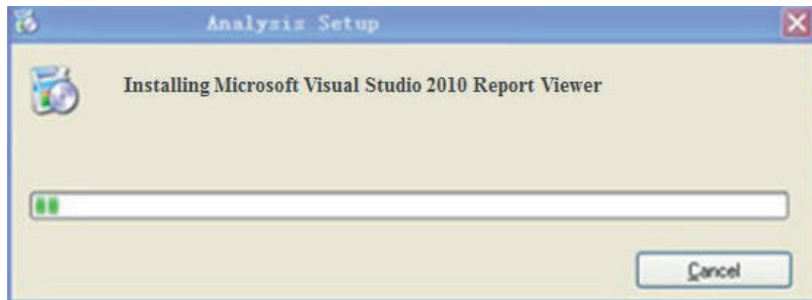 Analysis Setup
Installing Microsoft Visual Studio 2010 Report Viewer
Cancel